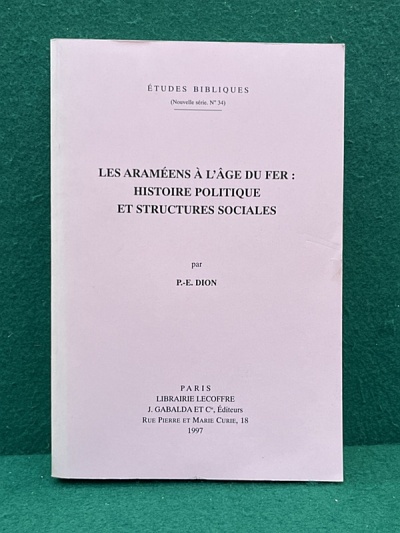 ÉTUDES BIBLIQUES
(Nouvelle série. N° 34)
LES ARAMÉENS À L'ÂGE DU FER :
HISTOIRE POLITIQUE
ET STRUCTURES SOCIALES
par
P.-E. DION
PARIS
LIBRAIRIE LECOFFRE
J. GABALDA ET Cie, Éditeurs
RUE PIERRE ET MARIE CURIE, 18
1997